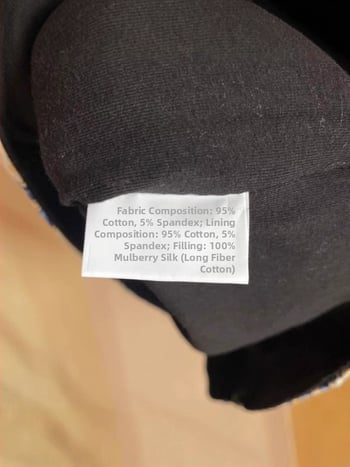 Fabric Composition: 95%
Cotton, 5% Spandex; Lining
Composition: 95% Cotton, 5%
Spandex; Filling: 100%
Mulberry Silk (Long Fiber
Cotton)